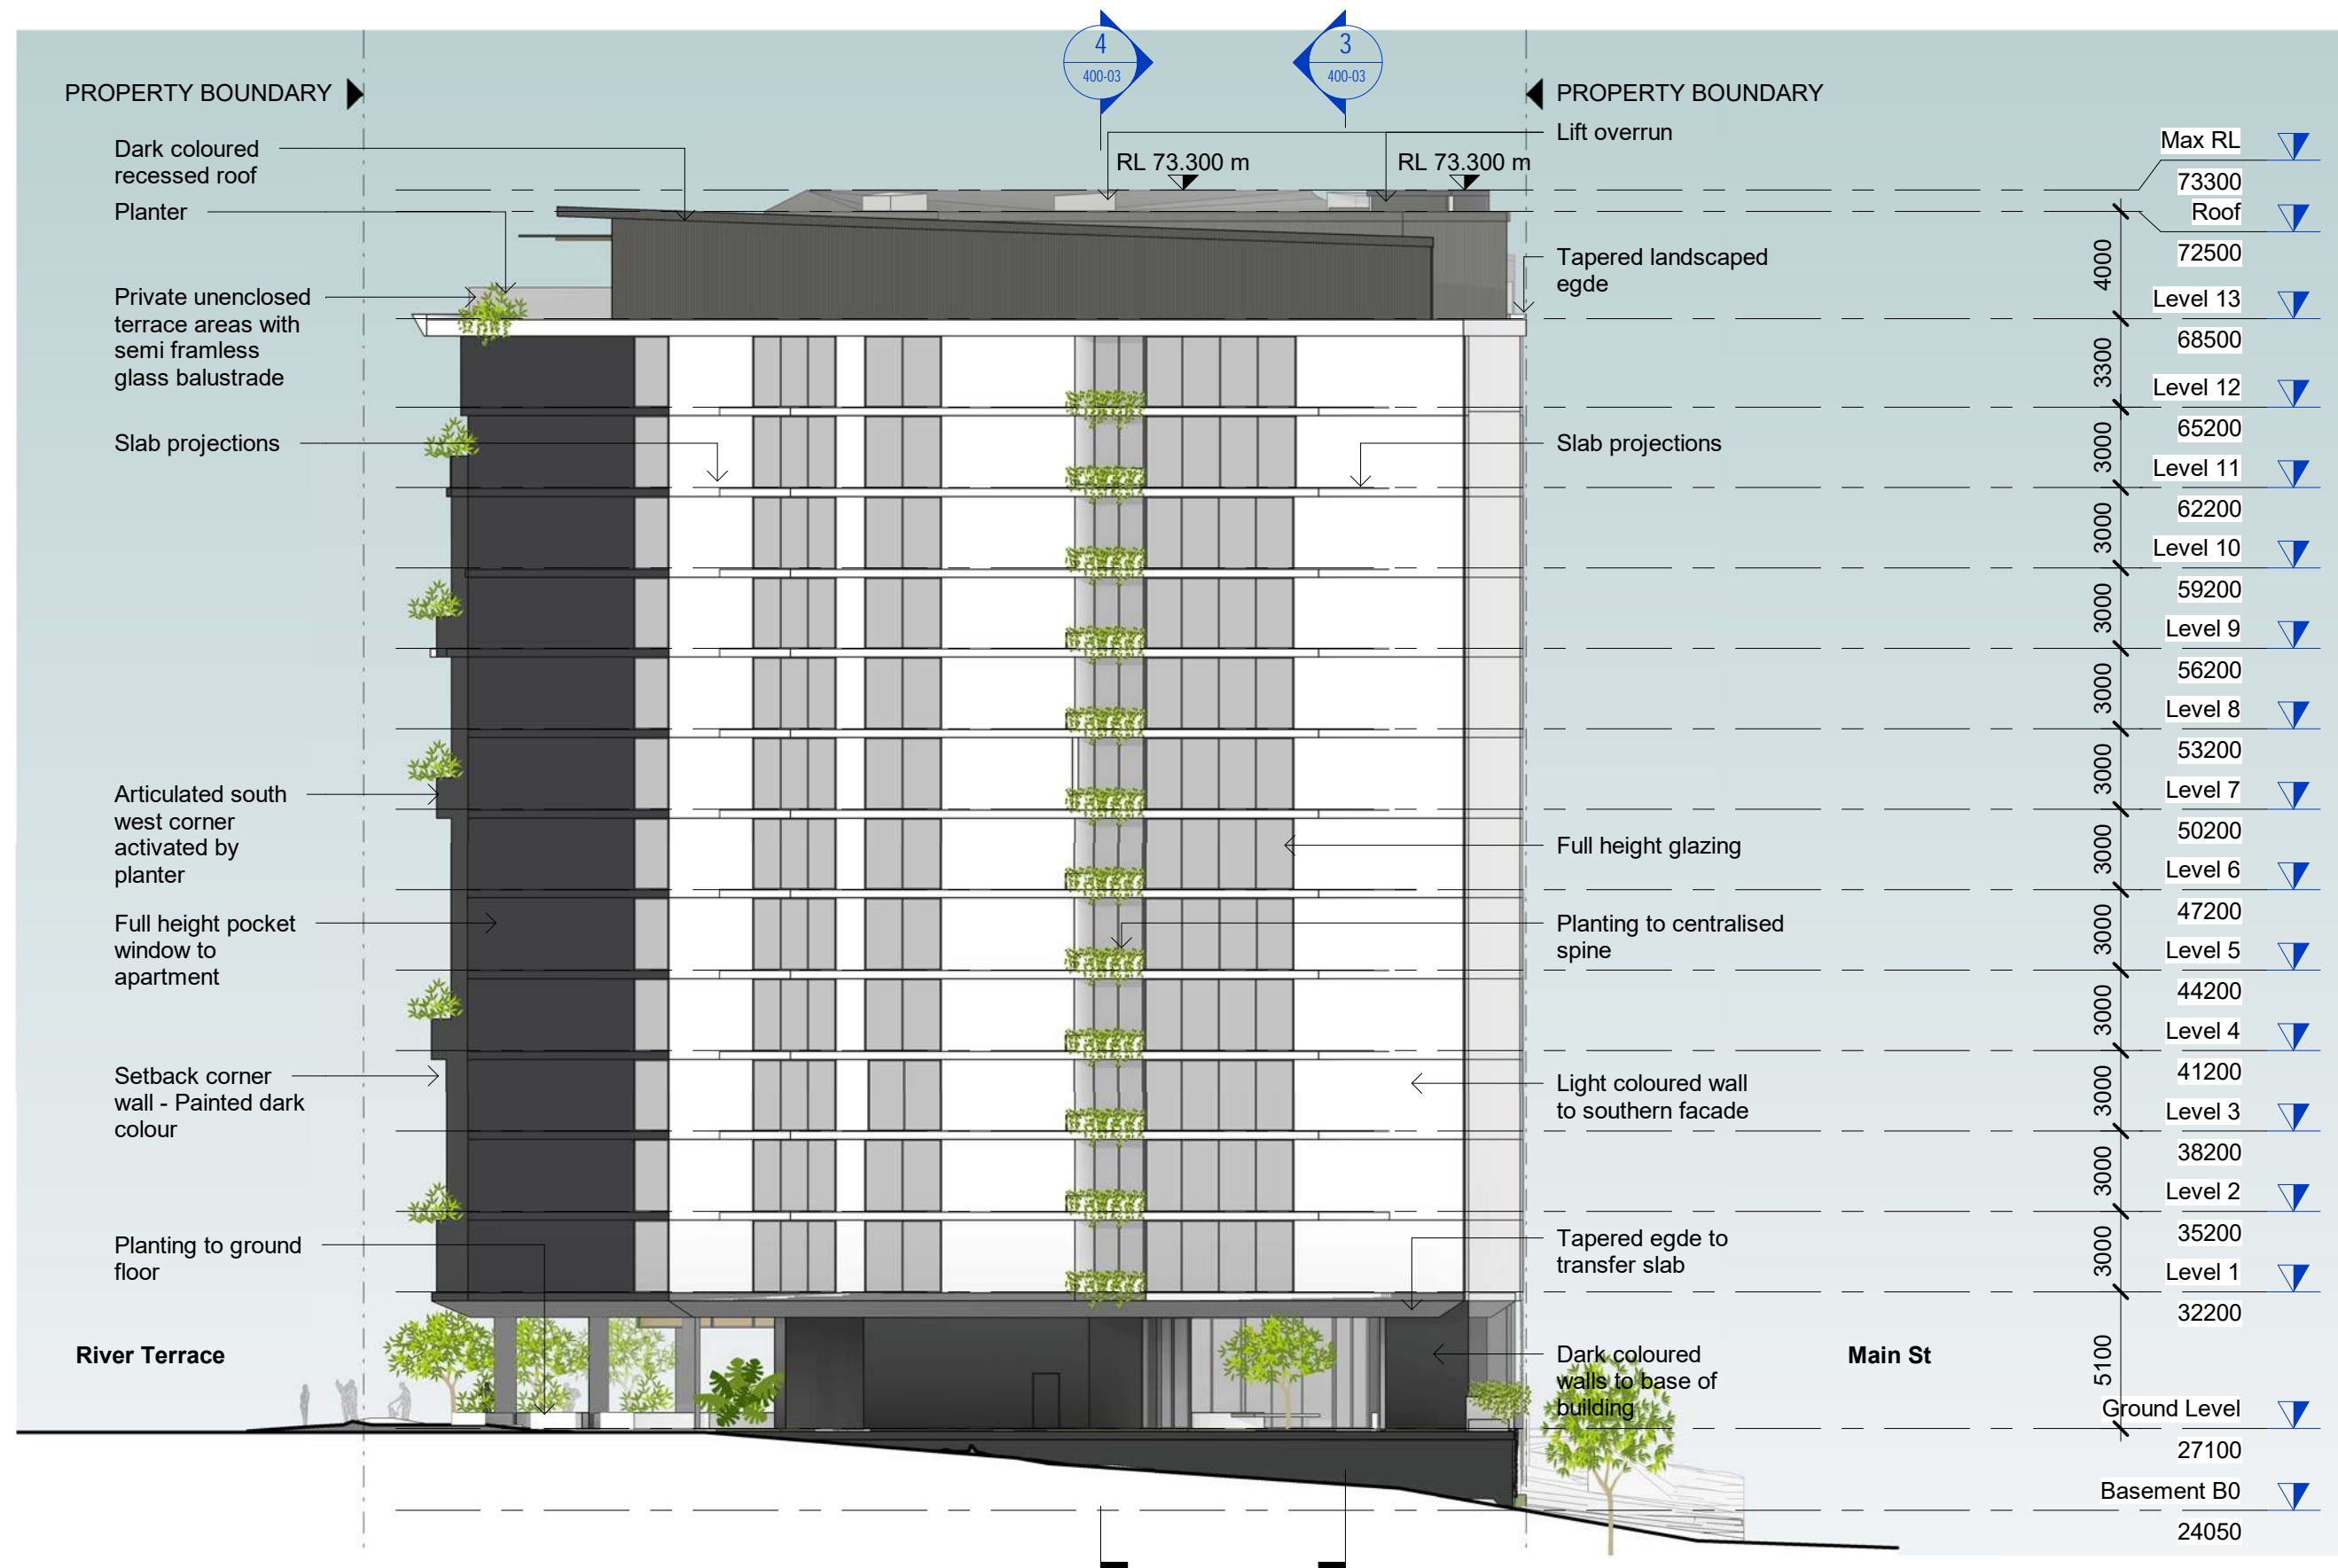 4
400-03
3
400-03
PROPERTY BOUNDARY
PROPERTY BOUNDARY
Dark coloured
recessed roof
Planter
Private unenclosed
terrace areas with
semi framless
glass balustrade
Slab projections
Articulated south
west corner
activated by
planter
Full height pocket
window to
apartment
Setback corner
wall - Painted dark
colour
Planting to ground
floor
River Terrace
RL 73.300 m
RL 73.300 m
Lift overrun
Tapered landscaped
egde
Slab projections
Full height glazing
Planting to centralised
spine
Light coloured wall
to southern facade
Tapered egde to
transfer slab
Dark coloured
walls to base of
building
Main St
4000
3300
3000
3000
3000
3000
3000
3000
3000
3000
3000
3000
3000
5100
Max RL
73300
Roof
72500
Level 13
68500
Level 12
65200
Level 11
62200
Level 10
59200
Level 9
56200
Level 8
53200
Level 7
50200
Level 6
47200
Level 5
44200
Level 4
41200
Level 3
38200
Level 2
35200
Level 1
32200
Ground Level
27100
Basement B0
24050